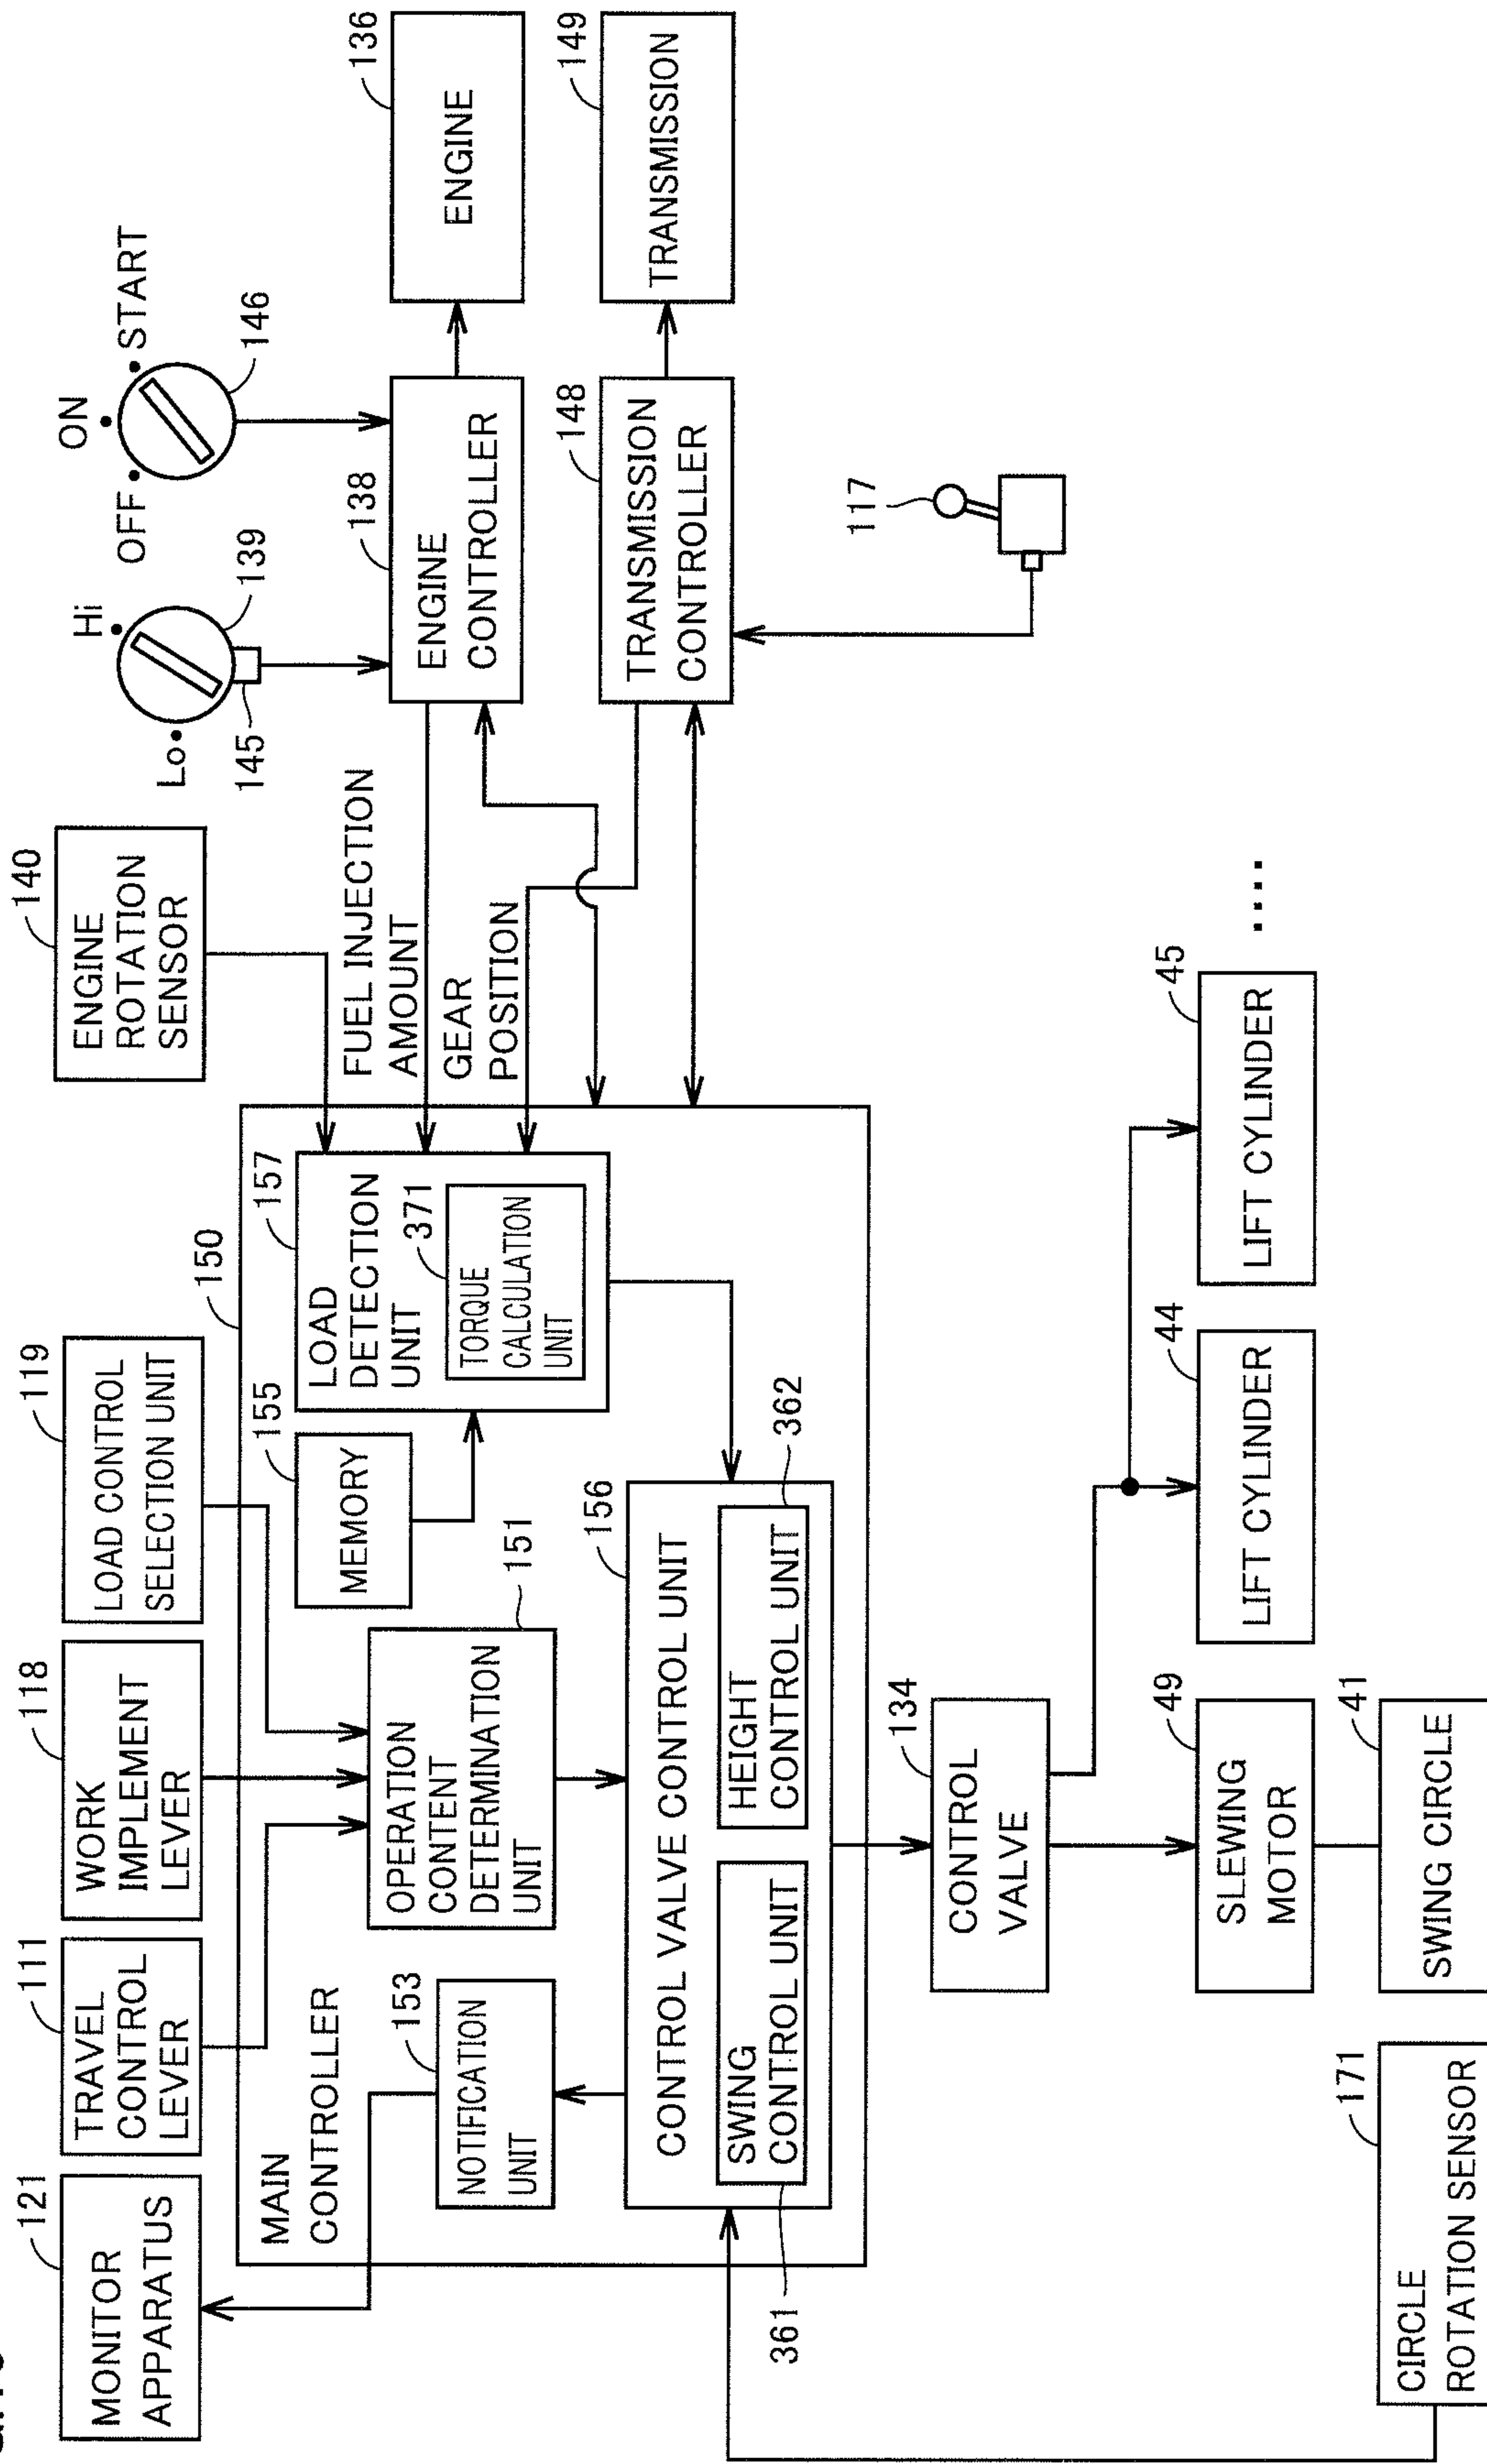 121
MONITOR
APPARATUS
111
TRAVEL
CONTROL
LEVER
118
WORK
IMPLEMENT
LEVER
119
LOAD CONTROL
SELECTION UNIT
140
ENGINE
ROTATION
SENSOR
Lo
Hi
139
145
OFF
ON
START
146
136
ENGINE
138
ENGINE
CONTROLLER
149
TRANSMISSION
148
TRANSMISSION
CONTROLLER
117
FUEL INJECTION
AMOUNT
GEAR
POSITION
150
MAIN
CONTROLLER
153
NOTIFICATION
UNIT
151
OPERATION
CONTENT
DETERMINATION
UNIT
155
MEMORY
157
LOAD
DETECTION
UNIT
371
TORQUE
CALCULATION
UNIT
156
CONTROL VALVE CONTROL UNIT
361
SWING
CONTROL UNIT
362
HEIGHT
CONTROL UNIT
134
CONTROL
VALVE
49
SLEWING
MOTOR
44
LIFT CYLINDER
45
LIFT CYLINDER
....
41
SWING CIRCLE
171
CIRCLE
ROTATION SENSOR